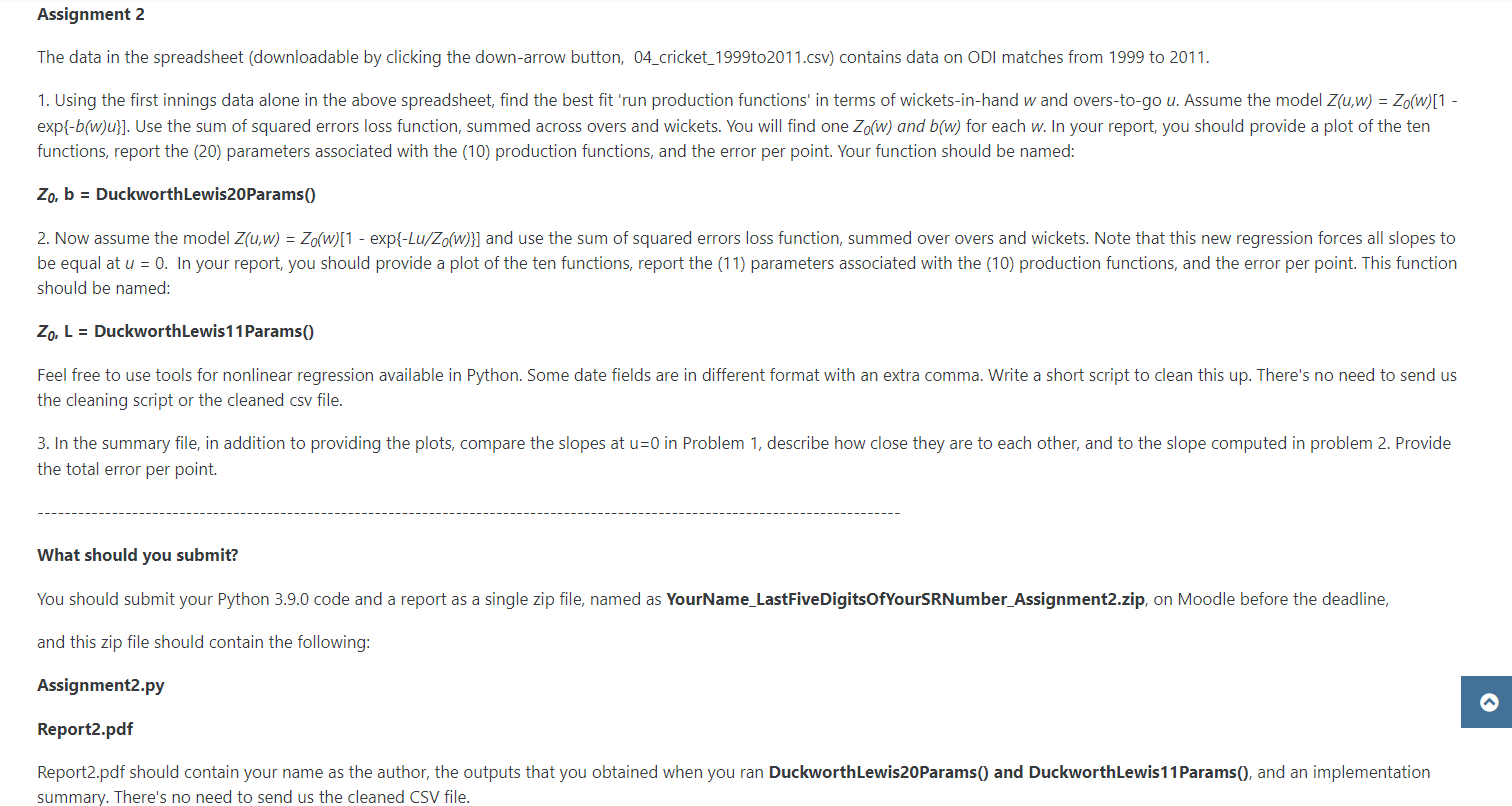 Assignment 2
The data in the spreadsheet (downloadable by clicking the down-arrow button,  04_cricket_1999to2011.csv) contains data on ODI matches from 1999 to 2011.
1. Using the first innings data alone in the above spreadsheet, find the best fit 'run production functions' in terms of wickets-in-hand w and overs-to-go u. Assume the model Z(u,w) = Z₀(w)[1 -
exp{-b(w)u}]. Use the sum of squared errors loss function, summed across overs and wickets. You will find one Z₀(w) and b(w) for each w. In your report, you should provide a plot of the ten
functions, report the (20) parameters associated with the (10) production functions, and the error per point. Your function should be named:
Z₀, b = DuckworthLewis20Params()
2. Now assume the model Z(u,w) = Z₀(w)[1 - exp{-Lu/Z₀(w)}] and use the sum of squared errors loss function, summed over overs and wickets. Note that this new regression forces all slopes to
be equal at u = 0.  In your report, you should provide a plot of the ten functions, report the (11) parameters associated with the (10) production functions, and the error per point. This function
should be named:
Z₀, L = DuckworthLewis11Params()
Feel free to use tools for nonlinear regression available in Python. Some date fields are in different format with an extra comma. Write a short script to clean this up. There's no need to send us
the cleaning script or the cleaned csv file.
3. In the summary file, in addition to providing the plots, compare the slopes at u=0 in Problem 1, describe how close they are to each other, and to the slope computed in problem 2. Provide
the total error per point.
--------------------------------------------------------------------------------------------------------------------------------
What should you submit?
You should submit your Python 3.9.0 code and a report as a single zip file, named as YourName_LastFiveDigitsOfYourSRNumber_Assignment2.zip, on Moodle before the deadline,
and this zip file should contain the following:
Assignment2.py
Report2.pdf
Report2.pdf should contain your name as the author, the outputs that you obtained when you ran DuckworthLewis20Params() and DuckworthLewis11Params(), and an implementation
summary. There's no need to send us the cleaned CSV file.